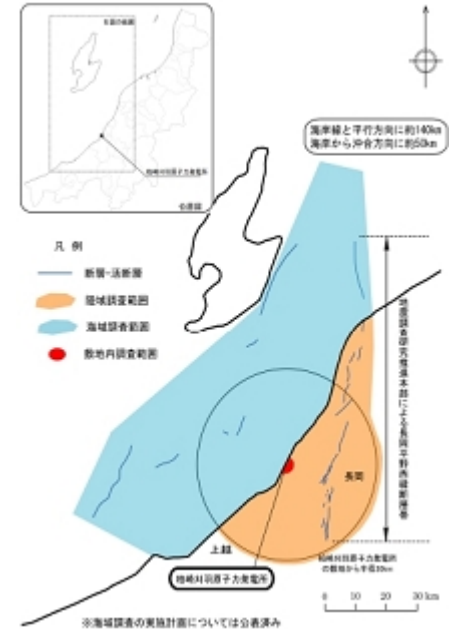 柏崎刈羽原子力発電所
位置図
海岸線と平行方向に約140km
海岸から沖合方向に約50km
凡 例
断層・活断層
陸域調査範囲
海域調査範囲
敷地内調査範囲
地震調査研究推進本部による長岡平野西縁断層帯
長岡
上越
柏崎刈羽原子力発電所
柏崎刈羽原子力発電所
の敷地から半径30km
0 10 20 30 km
※海域調査の実施計画については公表済み